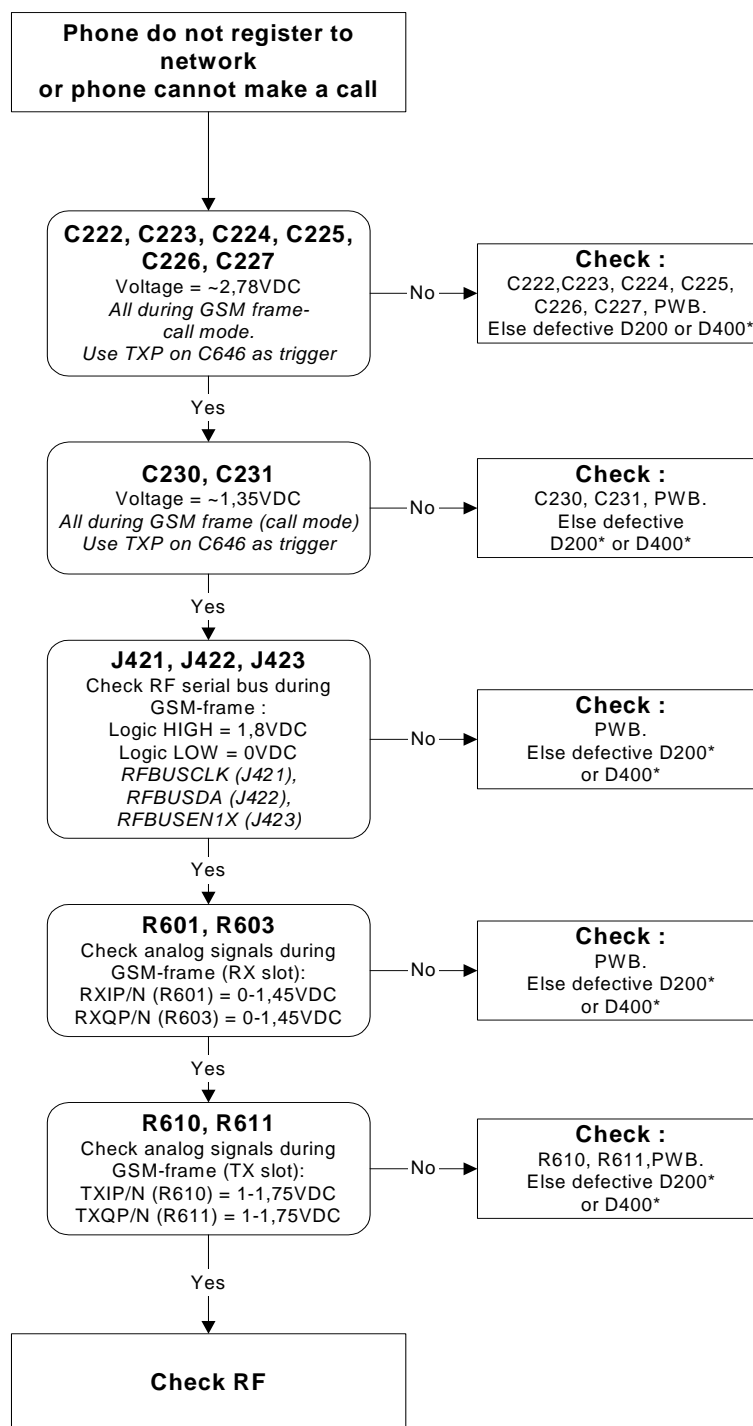 Phone do not register to
network
or phone cannot make a call
C222, C223, C224, C225,
C226, C227
Voltage = ~2,78VDC
All during GSM frame-
call mode.
Use TXP on C646 as trigger
No
Check :
C222,C223, C224, C225,
C226, C227, PWB.
Else defective D200 or D400*
Yes
C230, C231
Voltage = ~1,35VDC
All during GSM frame (call mode)
Use TXP on C646 as trigger
No
Check :
C230, C231, PWB.
Else defective
D200* or D400*
Yes
J421, J422, J423
Check RF serial bus during
GSM-frame :
Logic HIGH = 1,8VDC
Logic LOW = 0VDC
RFBUSCLK (J421),
RFBUSDA (J422),
RFBUSEN1X (J423)
No
Check :
PWB.
Else defective D200*
or D400*
Yes
R601, R603
Check analog signals during
GSM-frame (RX slot):
RXIP/N (R601) = 0-1,45VDC
RXQP/N (R603) = 0-1,45VDC
No
Check :
PWB.
Else defective D200*
or D400*
Yes
R610, R611
Check analog signals during
GSM-frame (TX slot):
TXIP/N (R610) = 1-1,75VDC
TXQP/N (R611) = 1-1,75VDC
No
Check :
R610, R611,PWB.
Else defective D200*
or D400*
Yes
Check RF